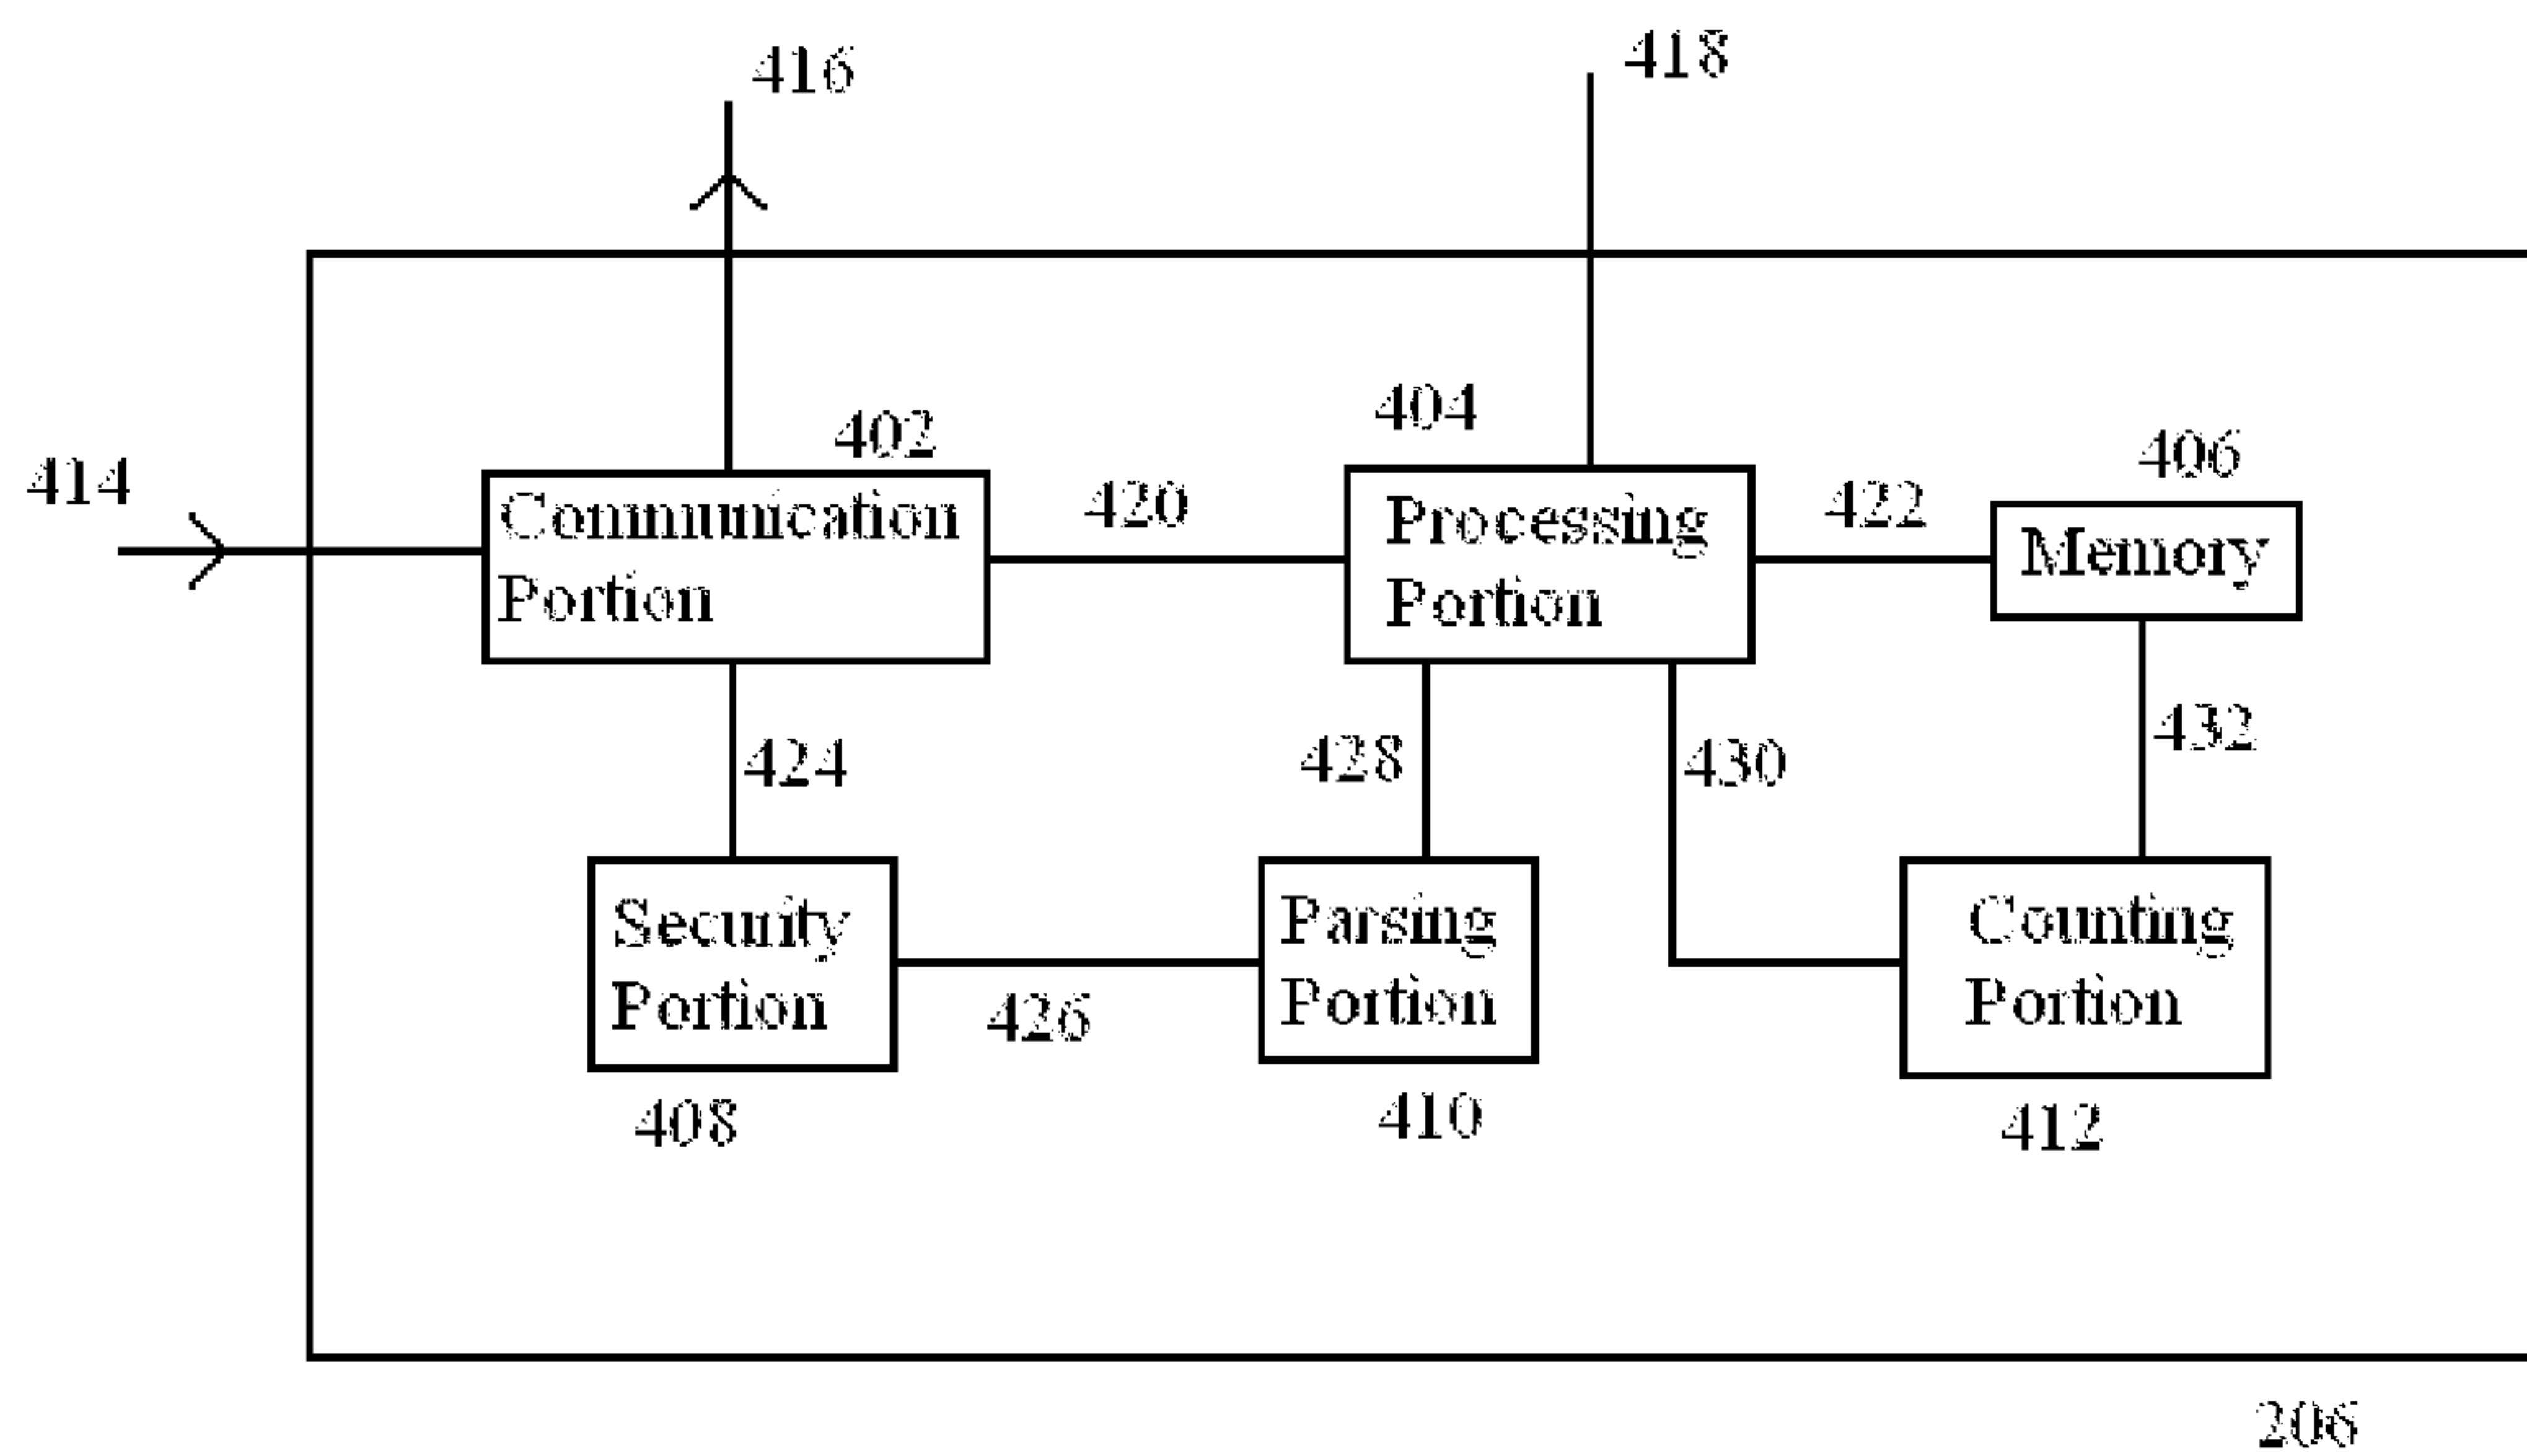 416
418
414
402
Communication
Portion
420
404
Processing
Portion
422
406
Memory
424
428
430
432
Security
Portion
426
Parsing
Portion
Counting
Portion
408
410
412
206